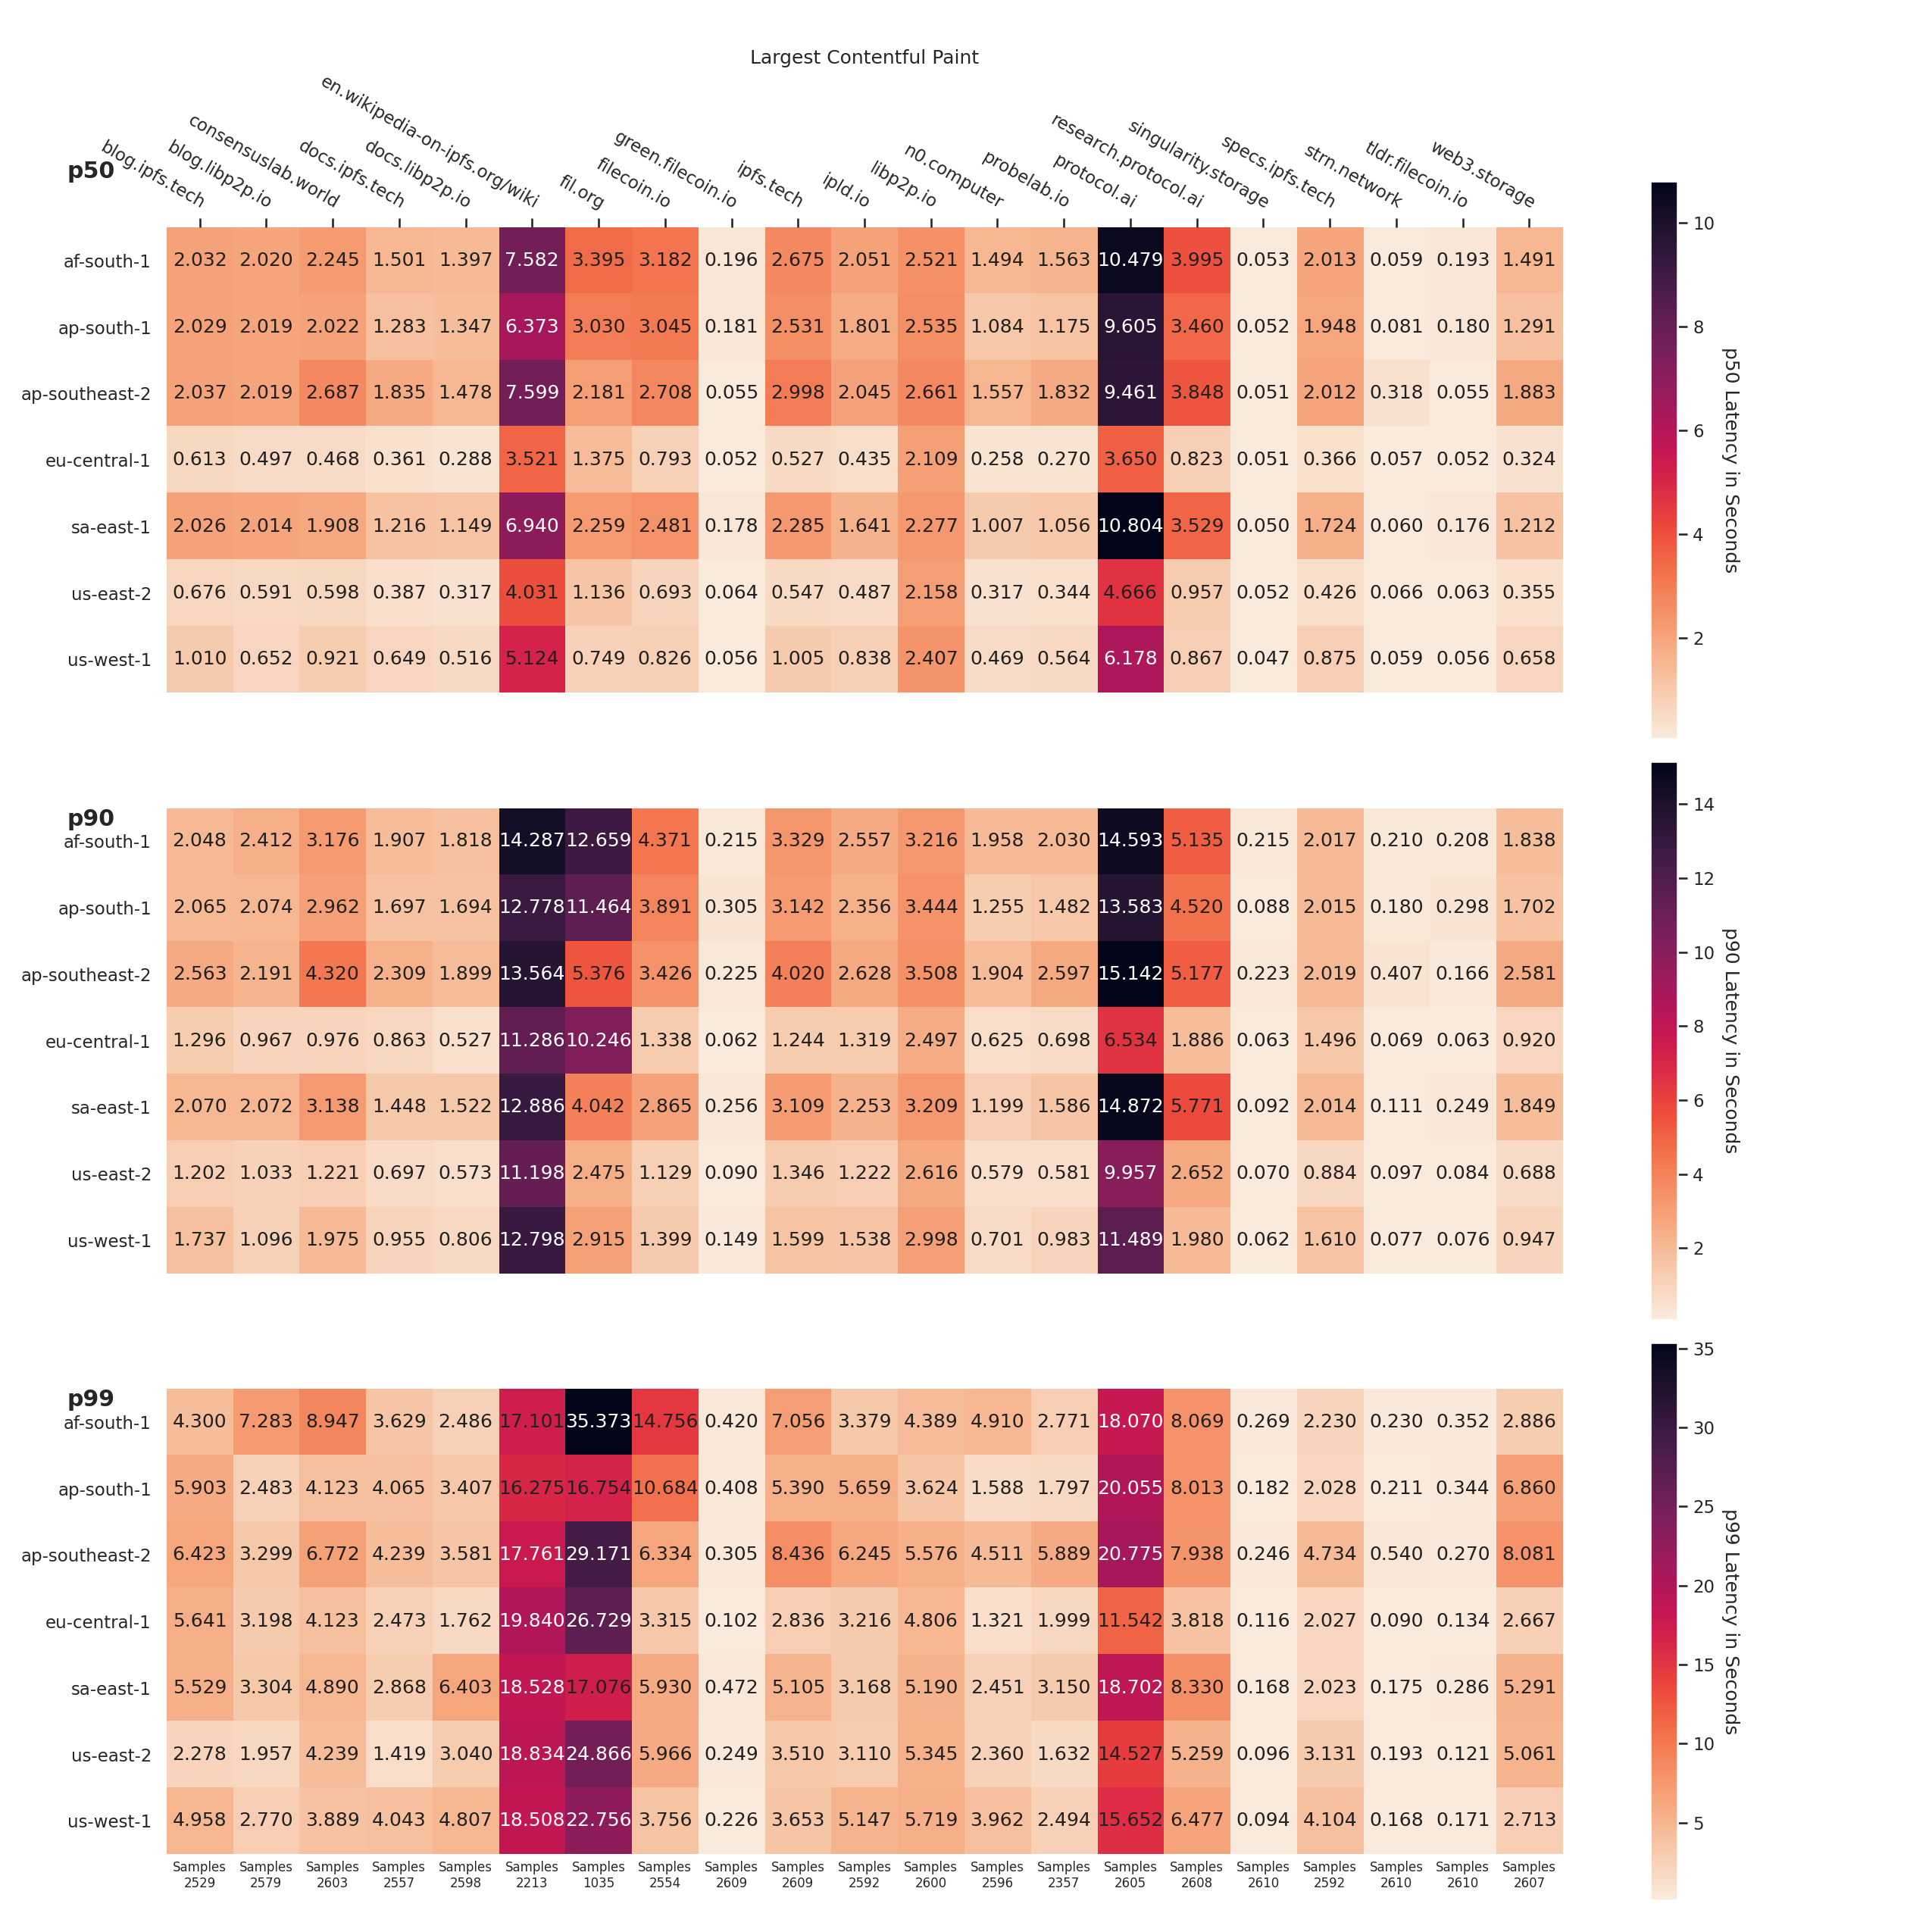 Largest Contentful Paint
p50
blog.ipfs.tech
blog.libp2p.io
consensuslab.world
docs.ipfs.tech
docs.libp2p.io
en.wikipedia-on-ipfs.org/wiki
fil.org
filecoin.io
green.filecoin.io
ipfs.tech
ipld.io
libp2p.io
n0.computer
probelab.io
protocol.ai
research.protocol.ai
singularity.storage
specs.ipfs.tech
strn.network
tldr.filecoin.io
web3.storage
af-south-1 2.032 2.020 2.245 1.501 1.397 7.582 3.395 3.182 0.196 2.675 2.051 2.521 1.494 1.563 10.479 3.995 0.053 2.013 0.059 0.193 1.491
ap-south-1 2.029 2.019 2.022 1.283 1.347 6.373 3.030 3.045 0.181 2.531 1.801 2.535 1.084 1.175 9.605 3.460 0.052 1.948 0.081 0.180 1.291
ap-southeast-2 2.037 2.019 2.687 1.835 1.478 7.599 2.181 2.708 0.055 2.998 2.045 2.661 1.557 1.832 9.461 3.848 0.051 2.012 0.318 0.055 1.883
eu-central-1 0.613 0.497 0.468 0.361 0.288 3.521 1.375 0.793 0.052 0.527 0.435 2.109 0.258 0.270 3.650 0.823 0.051 0.366 0.057 0.052 0.324
sa-east-1 2.026 2.014 1.908 1.216 1.149 6.940 2.259 2.481 0.178 2.285 1.641 2.277 1.007 1.056 10.804 3.529 0.050 1.724 0.060 0.176 1.212
us-east-2 0.676 0.591 0.598 0.387 0.317 4.031 1.136 0.693 0.064 0.547 0.487 2.158 0.317 0.344 4.666 0.957 0.052 0.426 0.066 0.063 0.355
us-west-1 1.010 0.652 0.921 0.649 0.516 5.124 0.749 0.826 0.056 1.005 0.838 2.407 0.469 0.564 6.178 0.867 0.047 0.875 0.059 0.056 0.658
10
8
6
4
2
p50 Latency in Seconds
p90
af-south-1 2.048 2.412 3.176 1.907 1.818 14.287 12.659 4.371 0.215 3.329 2.557 3.216 1.958 2.030 14.593 5.135 0.215 2.017 0.210 0.208 1.838
ap-south-1 2.065 2.074 2.962 1.697 1.694 12.778 11.464 3.891 0.305 3.142 2.356 3.444 1.255 1.482 13.583 4.520 0.088 2.015 0.180 0.298 1.702
ap-southeast-2 2.563 2.191 4.320 2.309 1.899 13.564 5.376 3.426 0.225 4.020 2.628 3.508 1.904 2.597 15.142 5.177 0.223 2.019 0.407 0.166 2.581
eu-central-1 1.296 0.967 0.976 0.863 0.527 11.286 10.246 1.338 0.062 1.244 1.319 2.497 0.625 0.698 6.534 1.886 0.063 1.496 0.069 0.063 0.920
sa-east-1 2.070 2.072 3.138 1.448 1.522 12.886 4.042 2.865 0.256 3.109 2.253 3.209 1.199 1.586 14.872 5.771 0.092 2.014 0.111 0.249 1.849
us-east-2 1.202 1.033 1.221 0.697 0.573 11.198 2.475 1.129 0.090 1.346 1.222 2.616 0.579 0.581 9.957 2.652 0.070 0.884 0.097 0.084 0.688
us-west-1 1.737 1.096 1.975 0.955 0.806 12.798 2.915 1.399 0.149 1.599 1.538 2.998 0.701 0.983 11.489 1.980 0.062 1.610 0.077 0.076 0.947
14
12
10
8
6
4
2
p90 Latency in Seconds
p99
af-south-1 4.300 7.283 8.947 3.629 2.486 17.101 35.373 14.756 0.420 7.056 3.379 4.389 4.910 2.771 18.070 8.069 0.269 2.230 0.230 0.352 2.886
ap-south-1 5.903 2.483 4.123 4.065 3.407 16.275 16.754 10.684 0.408 5.390 5.659 3.624 1.588 1.797 20.055 8.013 0.182 2.028 0.211 0.344 6.860
ap-southeast-2 6.423 3.299 6.772 4.239 3.581 17.761 29.171 6.334 0.305 8.436 6.245 5.576 4.511 5.889 20.775 7.938 0.246 4.734 0.540 0.270 8.081
eu-central-1 5.641 3.198 4.123 2.473 1.762 19.840 26.729 3.315 0.102 2.836 3.216 4.806 1.321 1.999 11.542 3.818 0.116 2.027 0.090 0.134 2.667
sa-east-1 5.529 3.304 4.890 2.868 6.403 18.528 17.076 5.930 0.472 5.105 3.168 5.190 2.451 3.150 18.702 8.330 0.168 2.023 0.175 0.286 5.291
us-east-2 2.278 1.957 4.239 1.419 3.040 18.834 24.866 5.966 0.249 3.510 3.110 5.345 2.360 1.632 14.527 5.259 0.096 3.131 0.193 0.121 5.061
us-west-1 4.958 2.770 3.889 4.043 4.807 18.508 22.756 3.756 0.226 3.653 5.147 5.719 3.962 2.494 15.652 6.477 0.094 4.104 0.168 0.171 2.713
Samples Samples Samples Samples Samples Samples Samples Samples Samples Samples Samples Samples Samples Samples Samples Samples Samples Samples Samples Samples Samples
2529 2579 2603 2557 2598 2213 1035 2554 2609 2609 2592 2600 2596 2357 2605 2608 2610 2592 2610 2610 2607
35
30
25
20
15
10
5
p99 Latency in Seconds